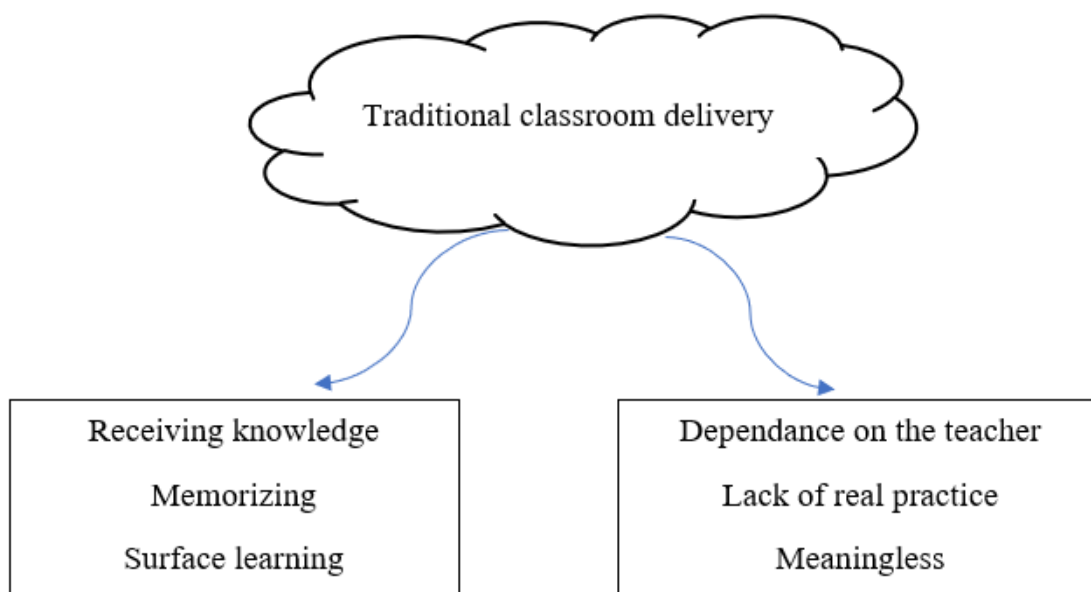 Traditional classroom delivery
Receiving knowledge
Memorizing
Surface learning
Dependance on the teacher
Lack of real practice
Meaningless